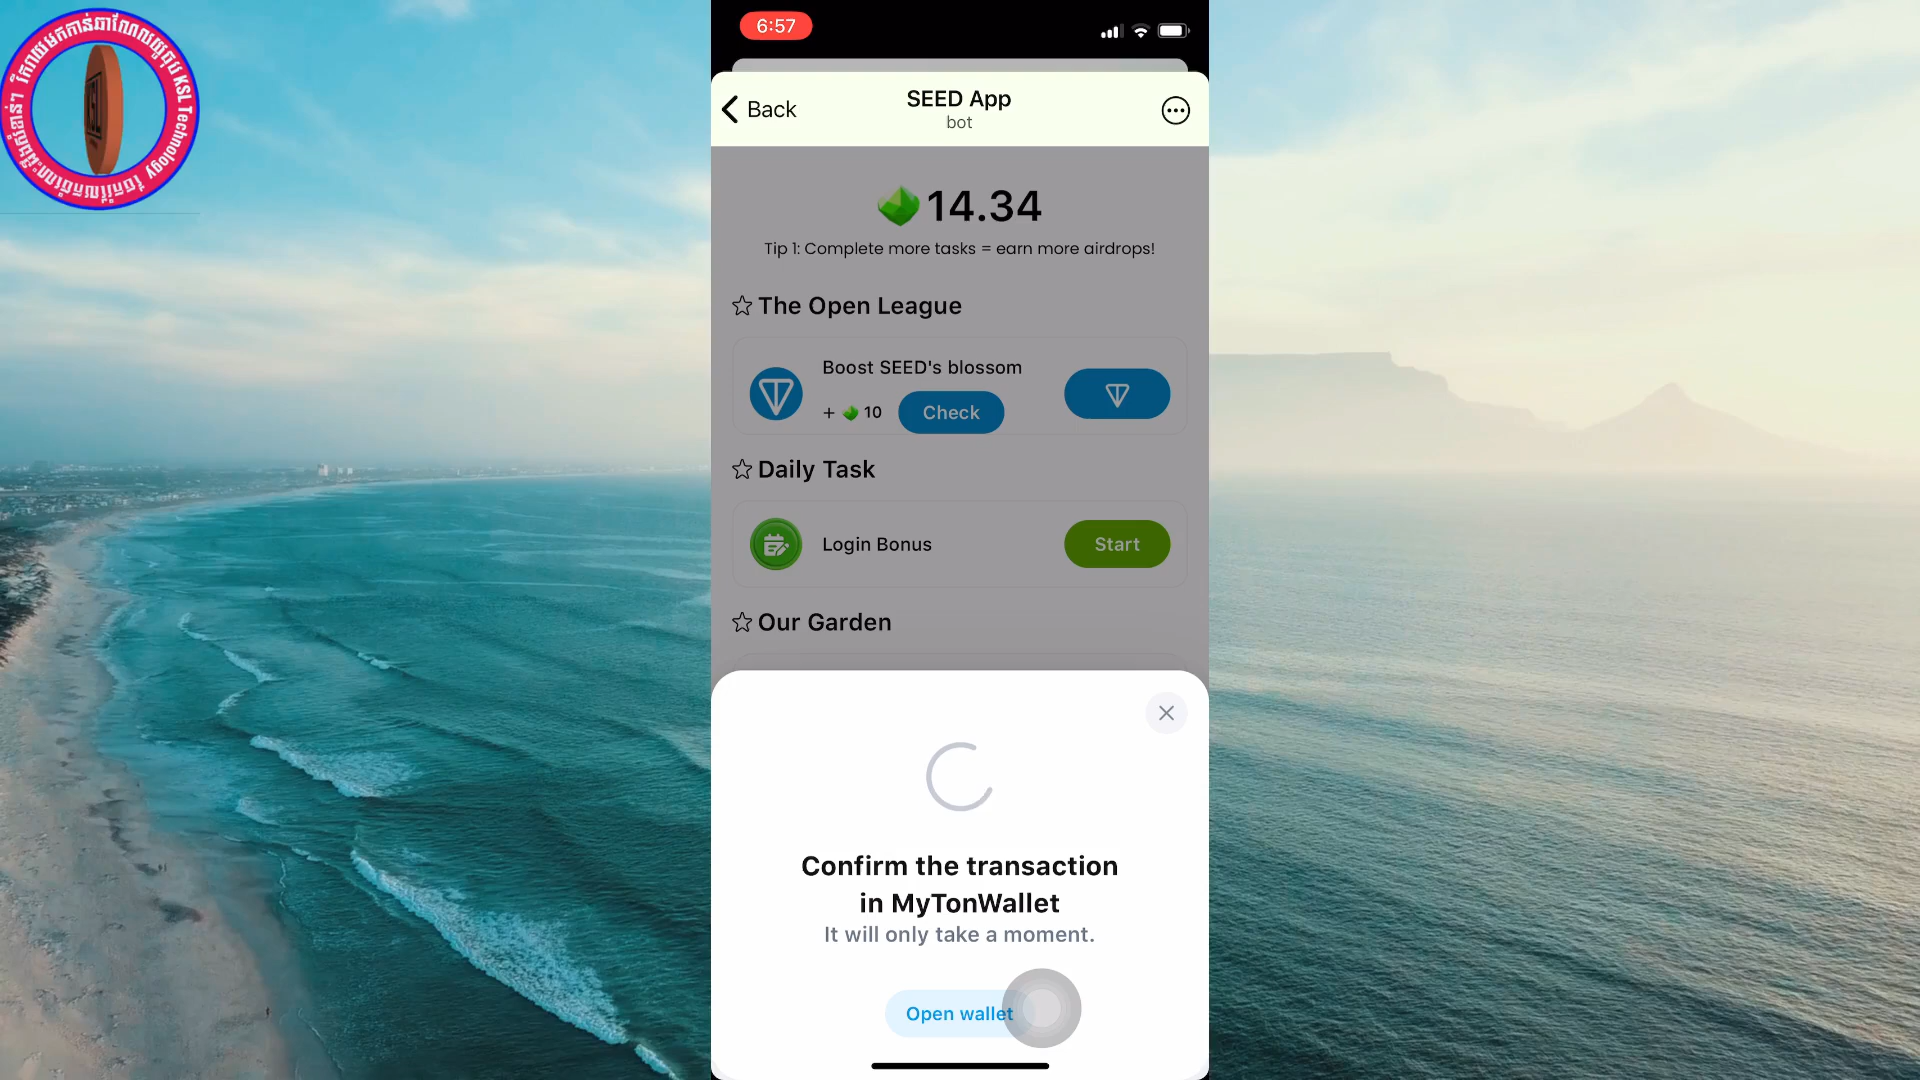 KSL Technology
KSL
6:57
Back
SEED App
bot
14.34
Tip 1: Complete more tasks = earn more airdrops!
The Open League
Boost SEED's blossom
+ 10
Check
Daily Task
Login Bonus
Start
Our Garden
Confirm the transaction
in MyTonWallet
It will only take a moment.
Open wallet